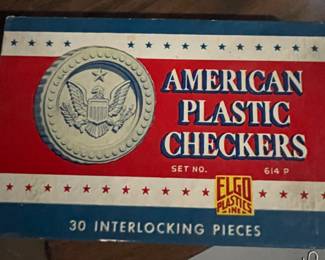 AMERICAN
PLASTIC
CHECKERS
SET NO. 614 P
ELGO
PLASTICS
INC.
30 INTERLOCKING PIECES